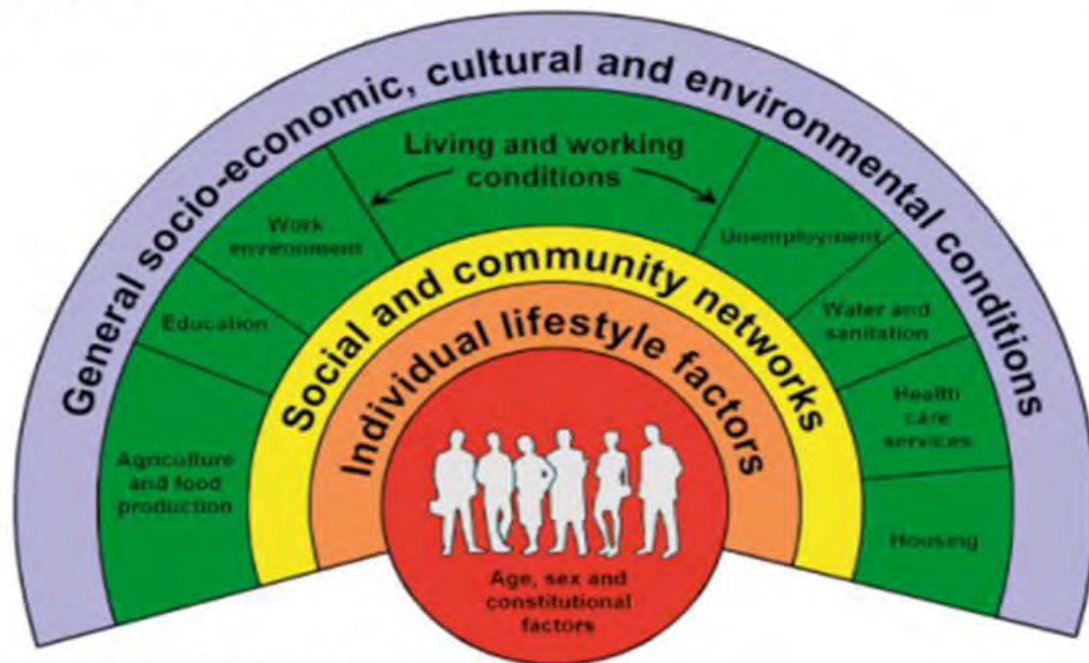 General socio-economic, cultural and environmental conditions
Living and working
conditions
Work
environment
Unemployment
Education
Water and
sanitation
Agriculture
and food
production
Health
care
services
Housing
Social and community networks
Individual lifestyle factors
Age, sex and
constitutional
factors